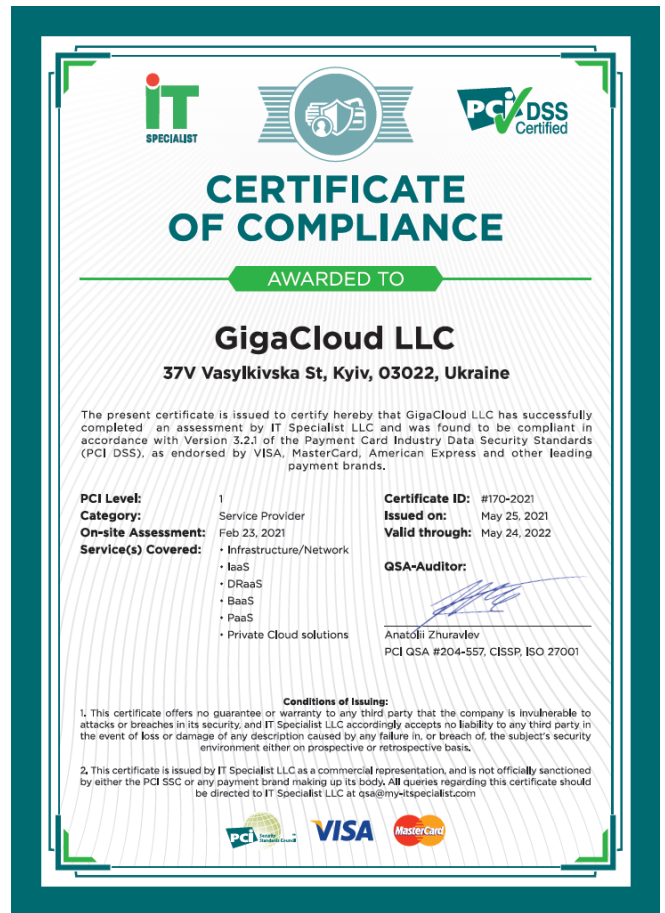 iT
SPECIALIST
PCI DSS
Certified
CERTIFICATE
OF COMPLIANCE
AWARDED TO
GigaCloud LLC
37V Vasylkivska St, Kyiv, 03022, Ukraine
The present certificate is issued to certify hereby that GigaCloud LLC has successfully
completed an assessment by IT Specialist LLC and was found to be compliant in
accordance with Version 3.2.1 of the Payment Card Industry Data Security Standards
(PCI DSS), as endorsed by VISA, MasterCard, American Express and other leading
payment brands.
PCI Level: 1
Category: Service Provider
On-site Assessment: Feb 23, 2021
Service(s) Covered: • Infrastructure/Network
• IaaS
• DRaaS
• BaaS
• PaaS
• Private Cloud solutions
Certificate ID: #170-2021
Issued on: May 25, 2021
Valid through: May 24, 2022
QSA-Auditor:
Anatolii Zhuravlev
PCI QSA #204-557, CISSP, ISO 27001
Conditions of Issuing:
1. This certificate offers no guarantee or warranty to any third party that the company is invulnerable to
attacks or breaches in its security, and IT Specialist LLC accordingly accepts no liability to any third party in
the event of loss or damage of any description caused by any failure in, or breach of, the subject's security
environment either on prospective or retrospective basis.
2. This certificate is issued by IT Specialist LLC as a commercial representation, and is not officially sanctioned
by either the PCI SSC or any payment brand making up its body. All queries regarding this certificate should
be directed to IT Specialist LLC at qsa@my-itspecialist.com
PCI Security
Standards Council
VISA
MasterCard